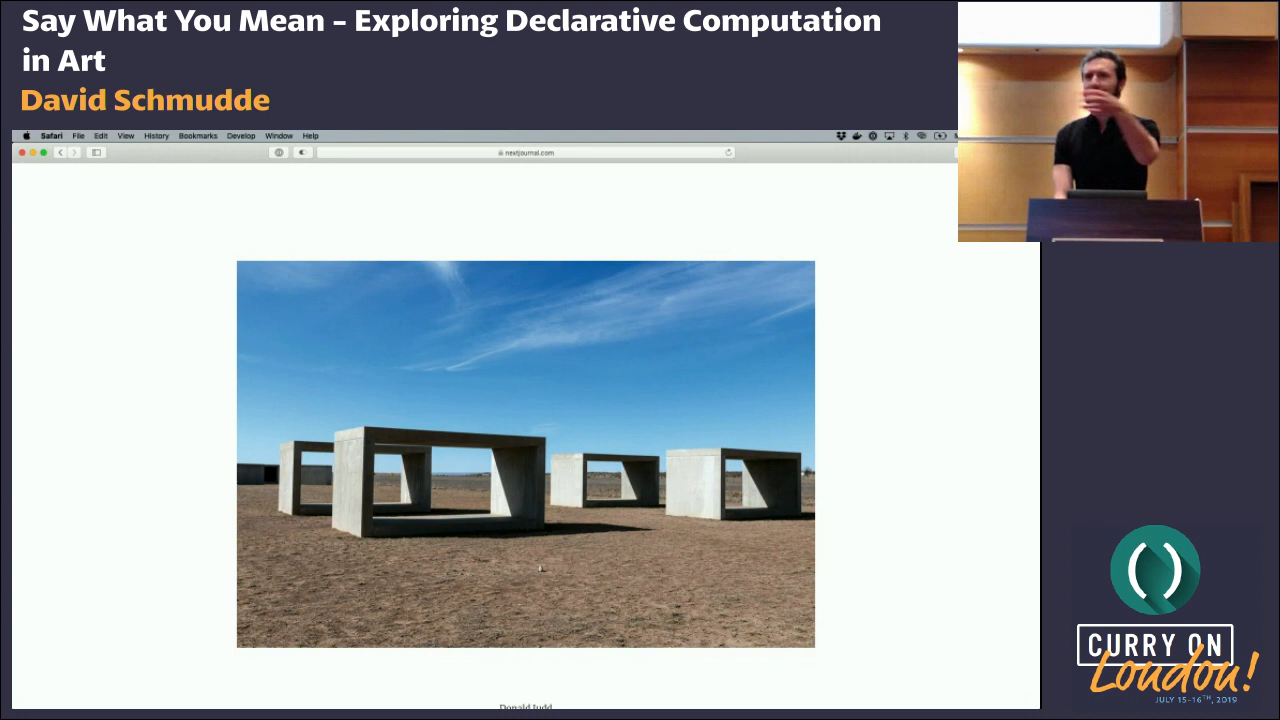 Say What You Mean – Exploring Declarative Computation
in Art
David Schmudde
Safari File Edit View History Bookmarks Develop Window Help
nextjournal.com
Donald Judd
CURRY ON
London!
JULY 15-16TH, 2019